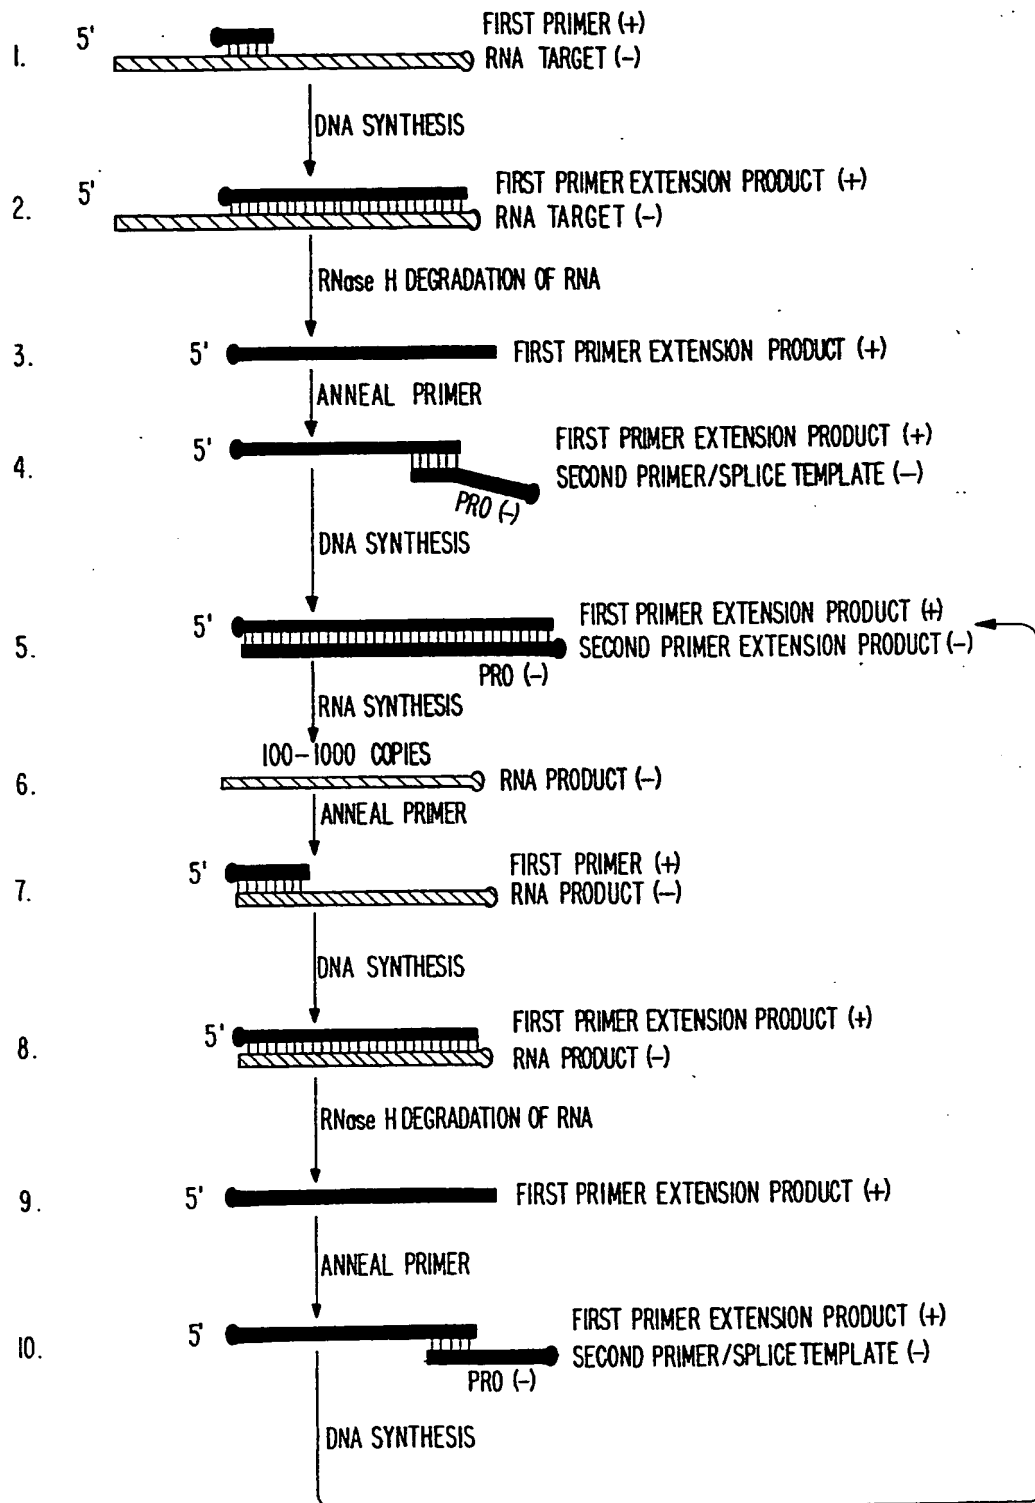 5' FIRST PRIMER (+)
1. RNA TARGET (-)
DNA SYNTHESIS
5' FIRST PRIMER EXTENSION PRODUCT (+)
2. RNA TARGET (-)
RNase H DEGRADATION OF RNA
3. 5' FIRST PRIMER EXTENSION PRODUCT (+)
ANNEAL PRIMER
5' FIRST PRIMER EXTENSION PRODUCT (+)
4. SECOND PRIMER/SPLICE TEMPLATE (-)
PRO (-)
DNA SYNTHESIS
5' FIRST PRIMER EXTENSION PRODUCT (+)
5. SECOND PRIMER EXTENSION PRODUCT (-)
PRO (-)
RNA SYNTHESIS
100-1000 COPIES
6. RNA PRODUCT (-)
ANNEAL PRIMER
5' FIRST PRIMER (+)
7. RNA PRODUCT (-)
DNA SYNTHESIS
5' FIRST PRIMER EXTENSION PRODUCT (+)
8. RNA PRODUCT (-)
RNase H DEGRADATION OF RNA
9. 5' FIRST PRIMER EXTENSION PRODUCT (+)
ANNEAL PRIMER
5' FIRST PRIMER EXTENSION PRODUCT (+)
10. SECOND PRIMER/SPLICE TEMPLATE (-)
PRO (-)
DNA SYNTHESIS